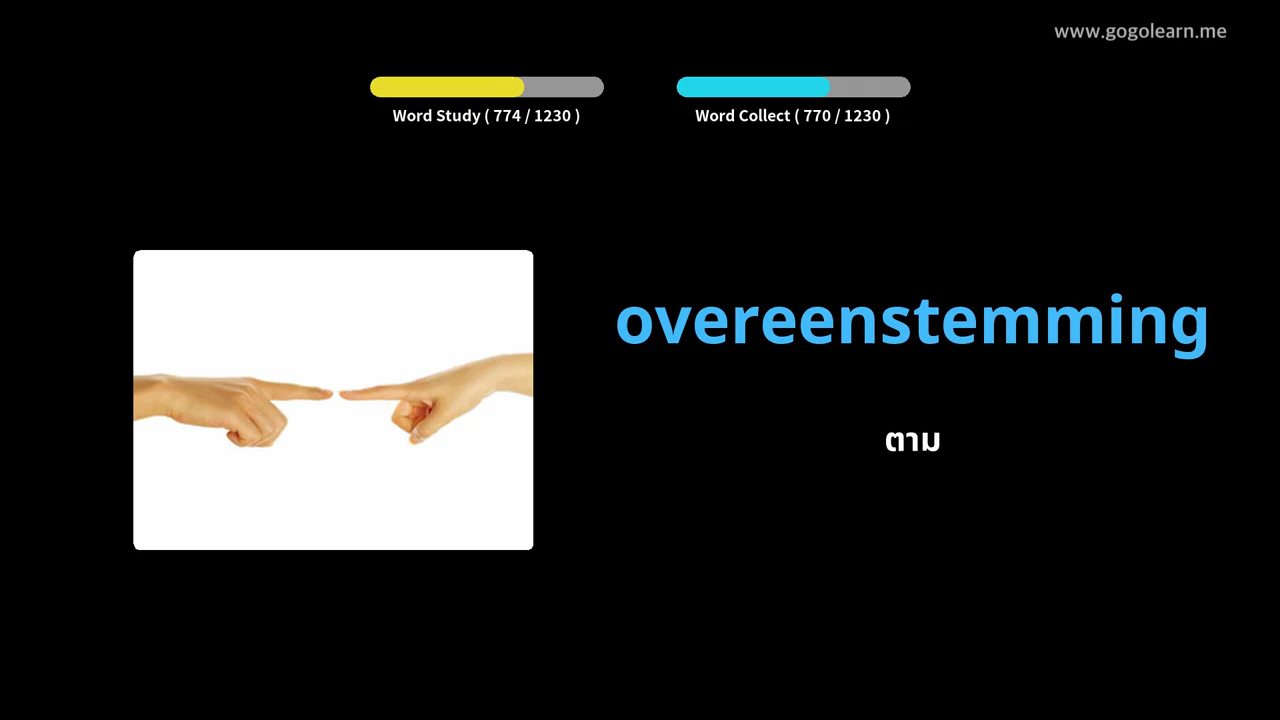 www.gogolearn.me
Word Study ( 774 / 1230 )
Word Collect ( 770 / 1230 )
overeenstemming
ตาม